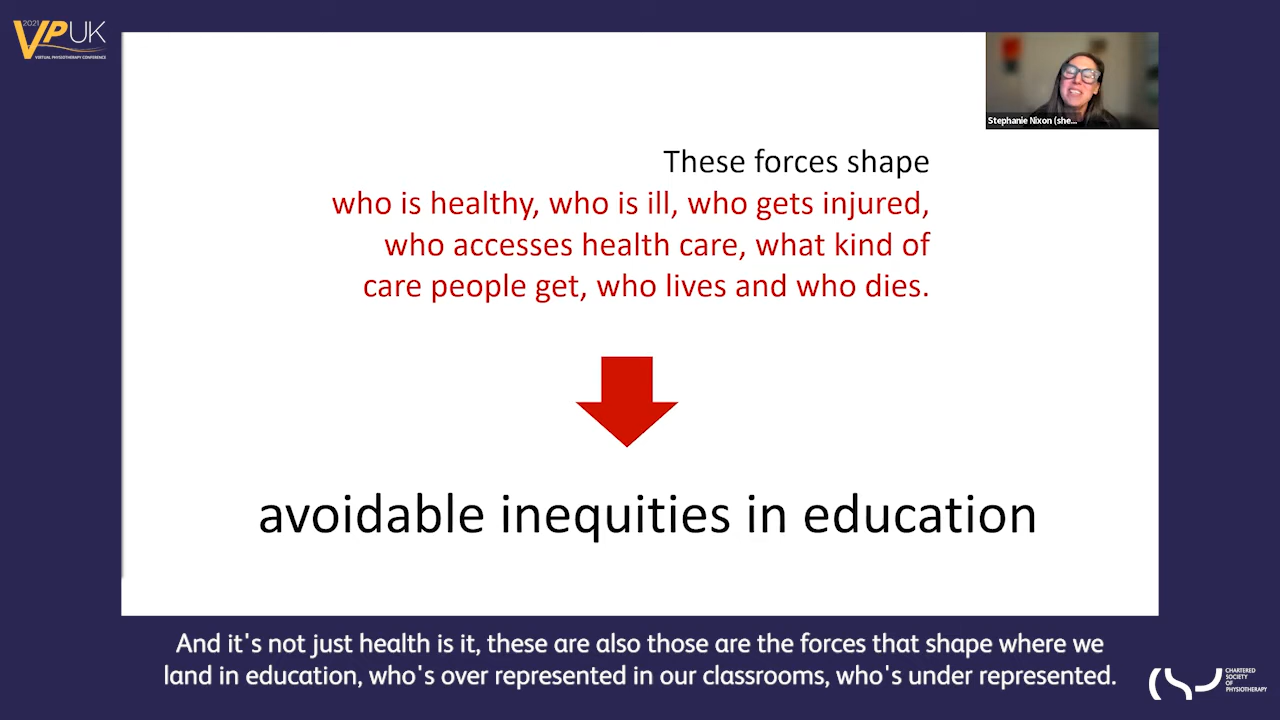 2021
VPUK
VIRTUAL PHYSIOTHERAPY CONFERENCE
Stephanie Nixon (she...
These forces shape
who is healthy, who is ill, who gets injured,
who accesses health care, what kind of
care people get, who lives and who dies.
avoidable inequities in education
And it's not just health is it, these are also those are the forces that shape where we
land in education, who's over represented in our classrooms, who's under represented.
CHARTERED
SOCIETY
OF
PHYSIOTHERAPY